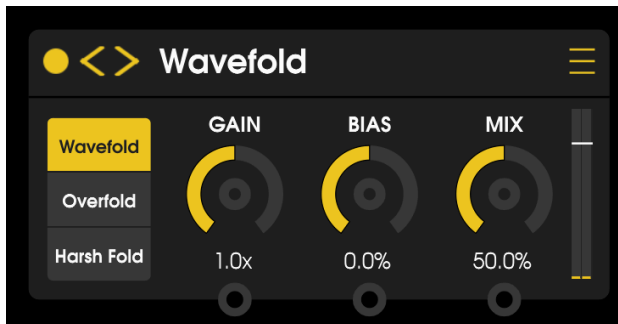 Wavefold
GAIN BIAS MIX
Wavefold
Overfold
Harsh Fold
1.0x 0.0% 50.0%